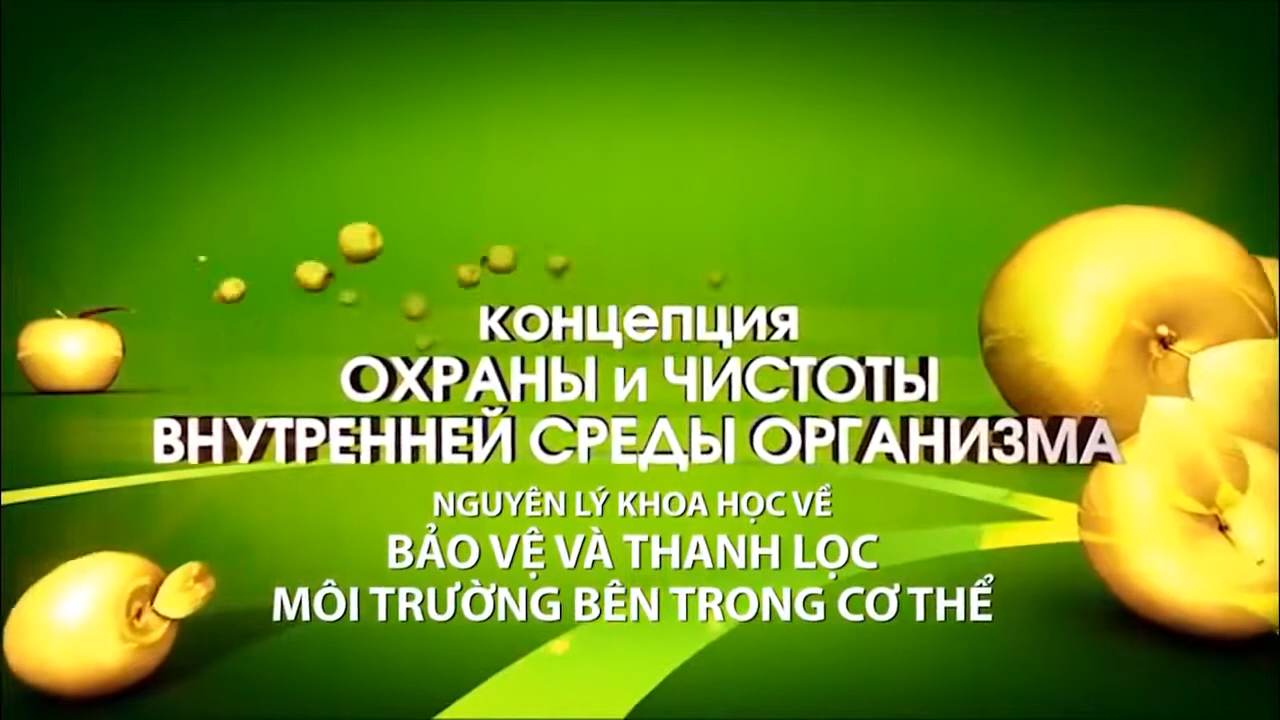 концепция
ОХРАНЫ и ЧИСТОТЫ
ВНУТРЕННЕЙ СРЕДЫ ОРГАНИЗМА
NGUYÊN LÝ KHOA HỌC VỀ
BẢO VỆ VÀ THANH LỌC
MÔI TRƯỜNG BÊN TRONG CƠ THỂ